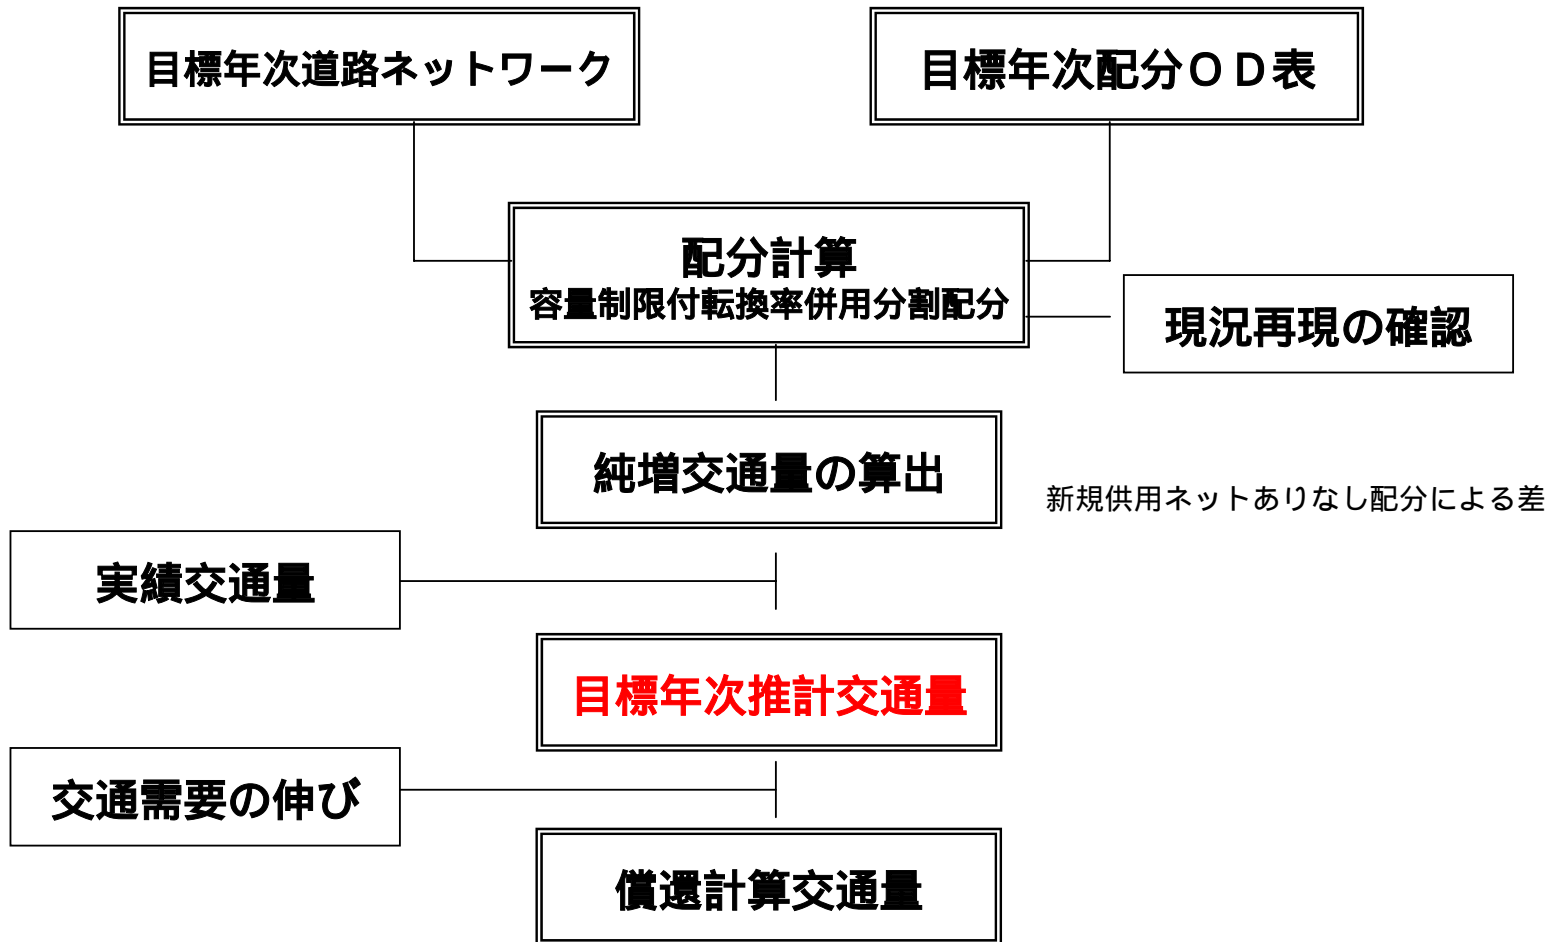 目標年次道路ネットワーク
目標年次配分ＯＤ表
配分計算
容量制限付転換率併用分割配分
現況再現の確認
純増交通量の算出
新規供用ネットありなし配分による差
実績交通量
目標年次推計交通量
交通需要の伸び
償還計算交通量